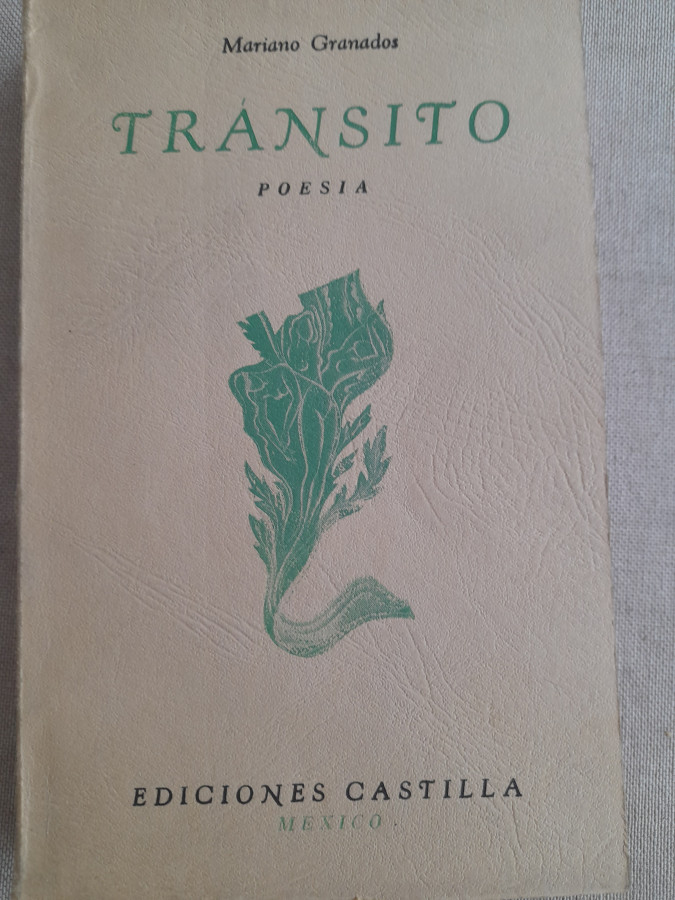 Mariano Granados
TRÁNSITO
POESIA
EDICIONES CASTILLA
MEXICO